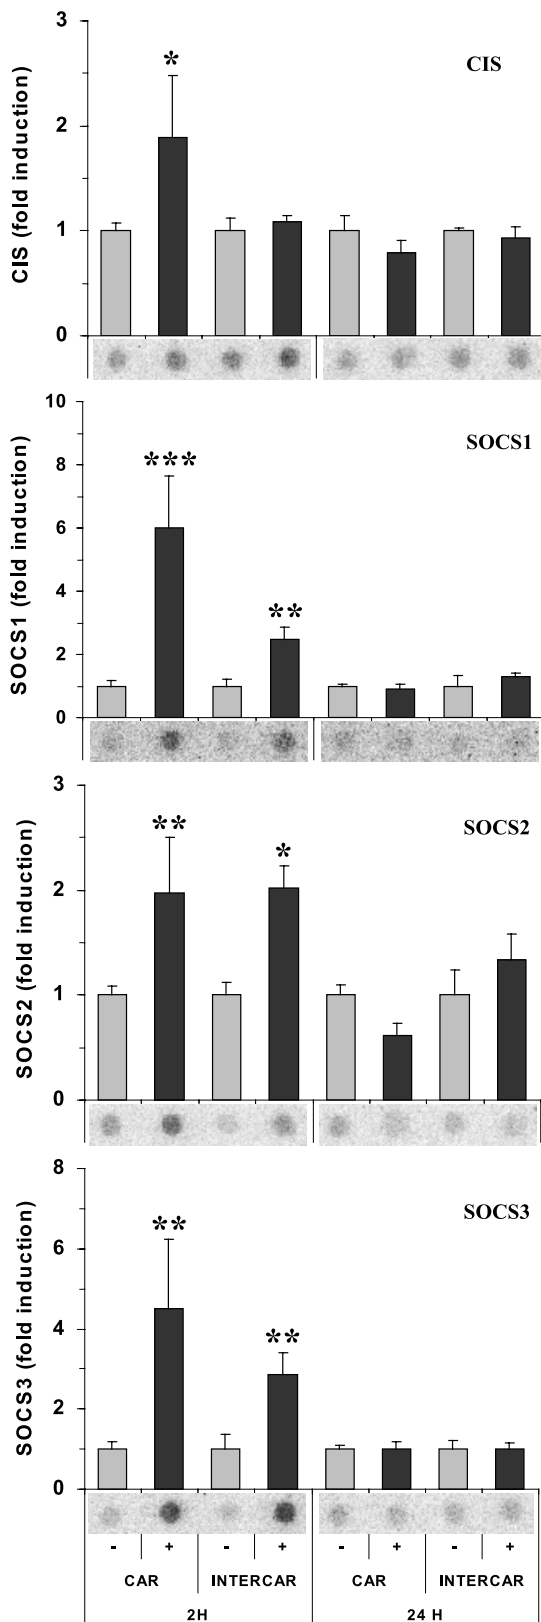 3
CIS
*
2
CIS (fold induction)
1
0
10
SOCS1
***
8
6
SOCS1 (fold induction)
**
4
2
0
3
SOCS2
**
*
2
SOCS2 (fold induction)
1
0
8
SOCS3
**
6
SOCS3 (fold induction)
**
4
2
0
- + - + - + - +
CAR INTERCAR CAR INTERCAR
2H 24 H